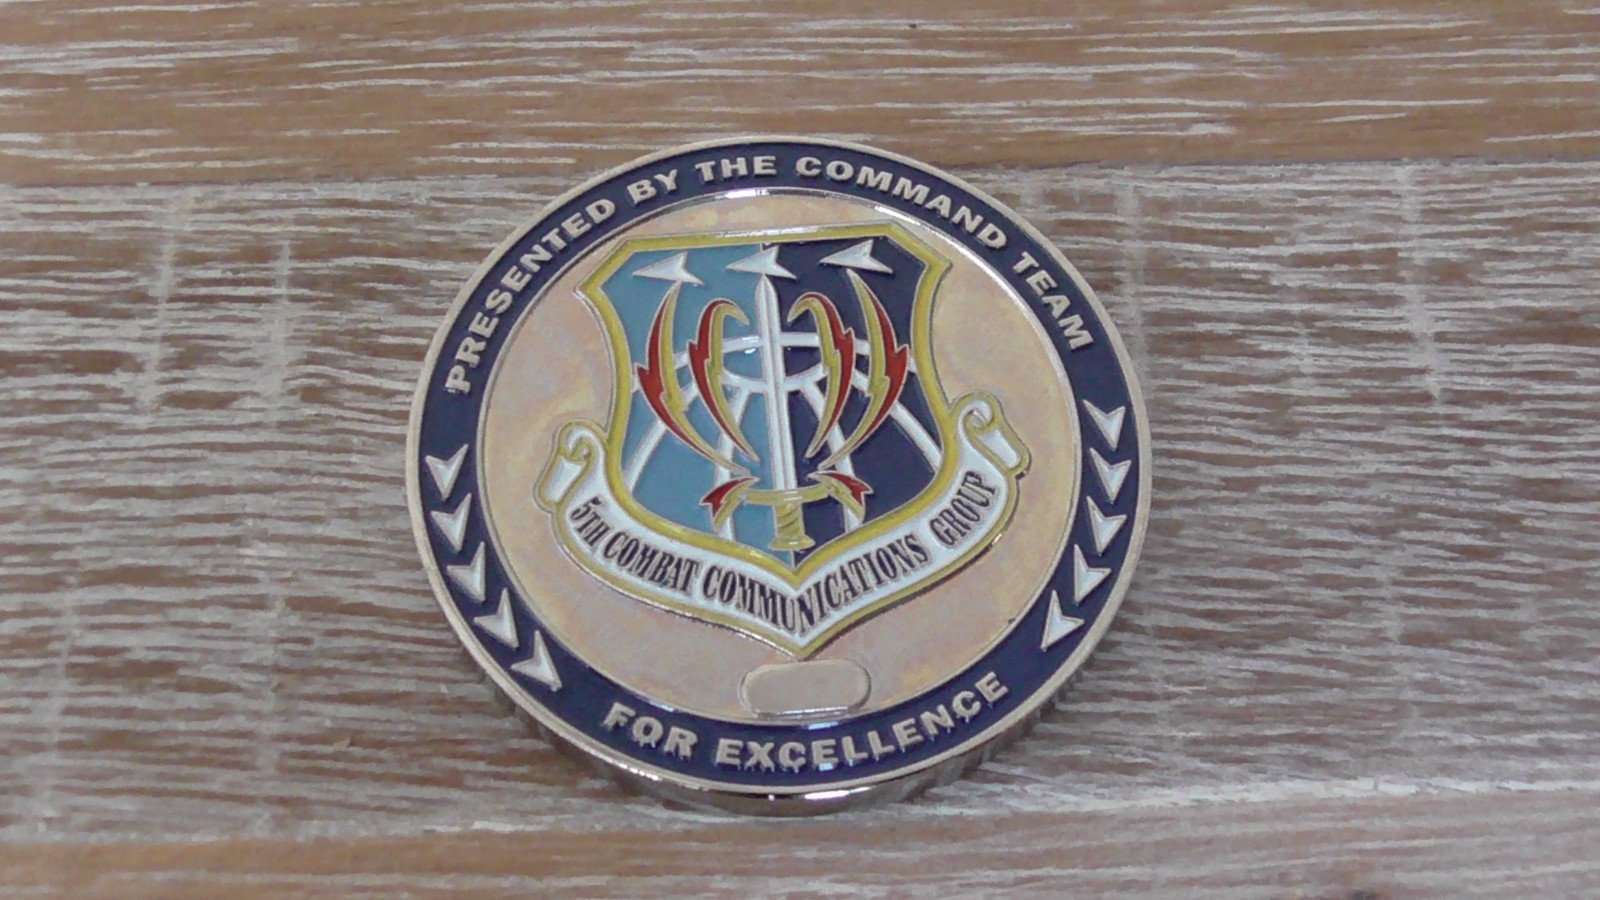 PRESENTED BY THE COMMAND TEAM
5TH COMBAT COMMUNICATIONS GROUP
FOR EXCELLENCE